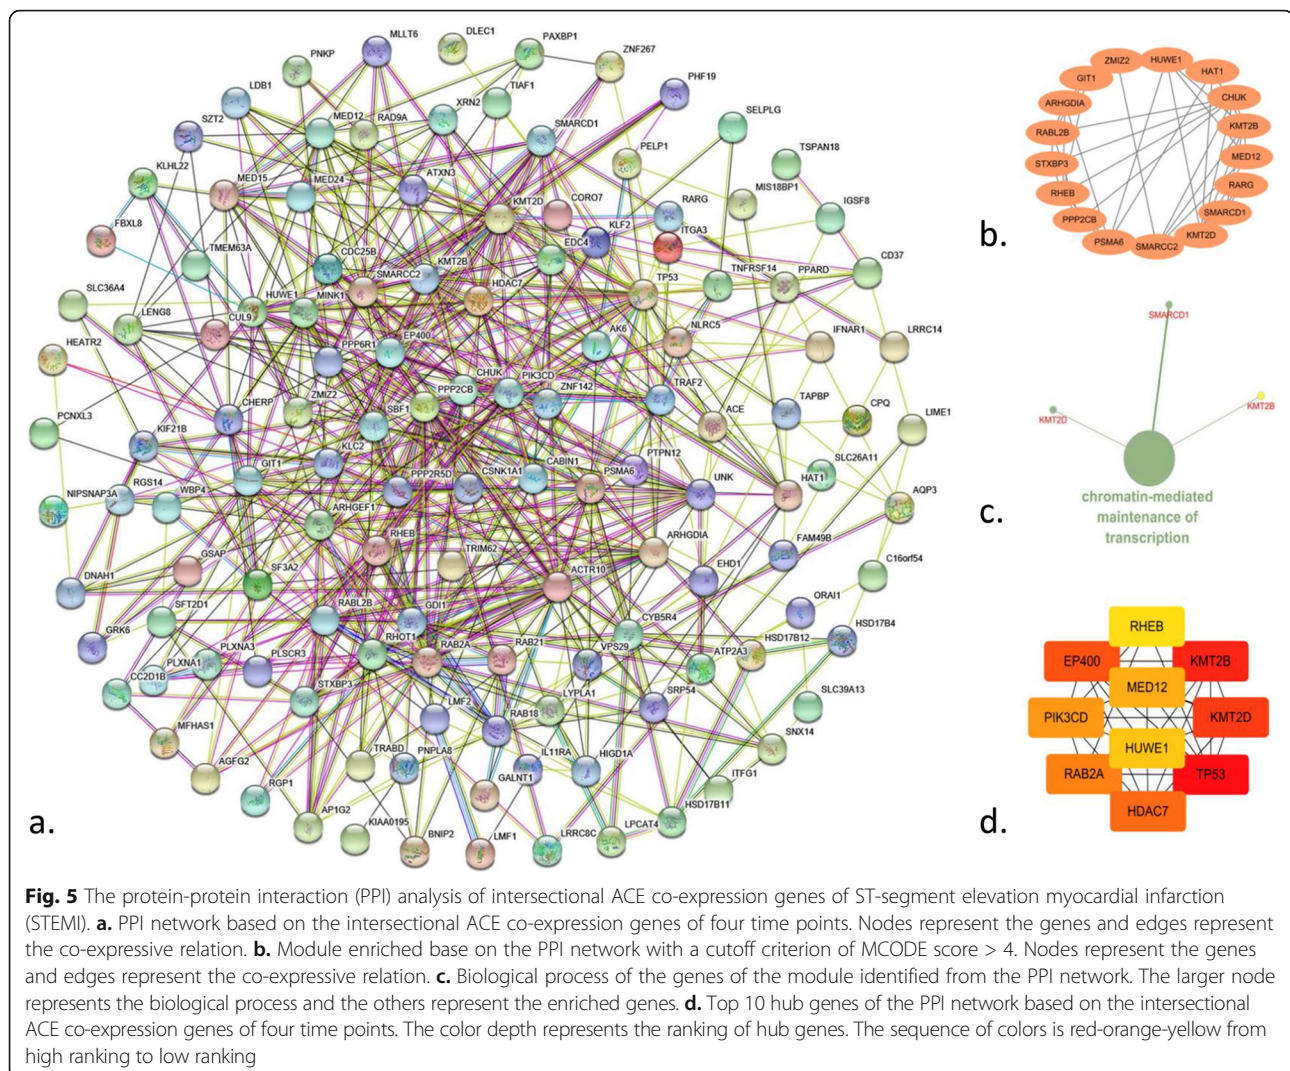 MLLT6
DLEC1
PAXBP1
ZNF267
PNKP
TIAF1
PHF19
LDB1
MED12
RAD9A
XRN2
SMARCD1
SELPLG
SZT2
PELP1
TSPAN18
KLHL22
MED15
MED24
ATXN3
KMT2D
CORO7
MIS18BP1
RARG
IGSF8
FBXL8
TMEM63A
CDC25B
KLF2
ITGA3
EDC4
CD37
SMARCC2
KMT2B
TP53
TNFRSF14
PPARD
SLC36A4
HUWE1
MINK1
HDAC7
LENG8
CUL9
EP400
AK6
NLRC5
IFNAR1
LRRC14
HEATR2
PPP6R1
CHUK
PIK3CD
PPP2CB
ZNF142
TRAF2
ZMIZ2
SBF1
ACE
TAPBP
CPQ
LIME1
PCNXL3
CHERP
KIF21B
KLC2
CABIN1
PTPN12
SLC26A11
GIT1
PPP2R5D
CSNK1A1
PSMA6
UNK
HAT1
NIPSNAP3A
RGS14
WBP4
AQP3
ARHGEF1
RHEB
ARHGDIA
FAM49B
GSAP
TRIM62
C16orf54
DNAH1
SF3A2
ACTR10
EHD1
SFT2D1
RABL2B
GDI1
CYB5R4
ORAI1
HSD17B4
GRK6
PLXNA3
PLSCR3
RHOT1
RAB2A
RAB21
HSD17B12
PLXNA1
VPS29
ATP2A3
CC2D1B
STXBP3
LYPLA1
SRP54
SLC39A13
LMF2
RAB18
MFHAS1
TRABD
PNPLA8
IL11RA
HIGD1A
SNX14
AGFG2
RGP1
GALNT1
ITFG1
HSD17B11
AP1G2
KIAA0195
BNIP2
LMF1
LRRC8C
LPCAT4
a.
ZMIZ2
HUWE1
HAT1
GIT1
CHUK
ARHGDIA
KMT2B
RABL2B
MED12
STXBP3
RARG
RHEB
SMARCD1
PPP2CB
KMT2D
PSMA6
SMARCC2
b.
SMARCD1
KMT2D
KMT2B
chromatin-mediated
maintenance of
transcription
c.
RHEB
EP400
KMT2B
MED12
PIK3CD
KMT2D
HUWE1
RAB2A
TP53
HDAC7
d.
Fig. 5 The protein-protein interaction (PPI) analysis of intersectional ACE co-expression genes of ST-segment elevation myocardial infarction
(STEMI). a. PPI network based on the intersectional ACE co-expression genes of four time points. Nodes represent the genes and edges represent
the co-expressive relation. b. Module enriched base on the PPI network with a cutoff criterion of MCODE score > 4. Nodes represent the genes
and edges represent the co-expressive relation. c. Biological process of the genes of the module identified from the PPI network. The larger node
represents the biological process and the others represent the enriched genes. d. Top 10 hub genes of the PPI network based on the intersectional
ACE co-expression genes of four time points. The color depth represents the ranking of hub genes. The sequence of colors is red-orange-yellow from
high ranking to low ranking